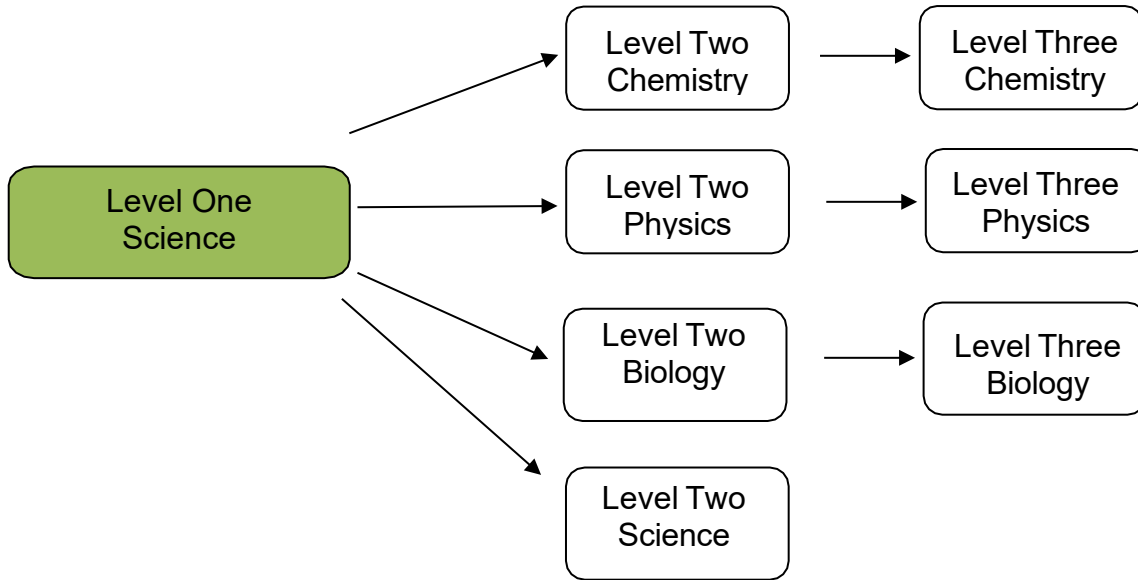 Level One
Science
Level Two
Chemistry
Level Three
Chemistry
Level Two
Physics
Level Three
Physics
Level Two
Biology
Level Three
Biology
Level Two
Science